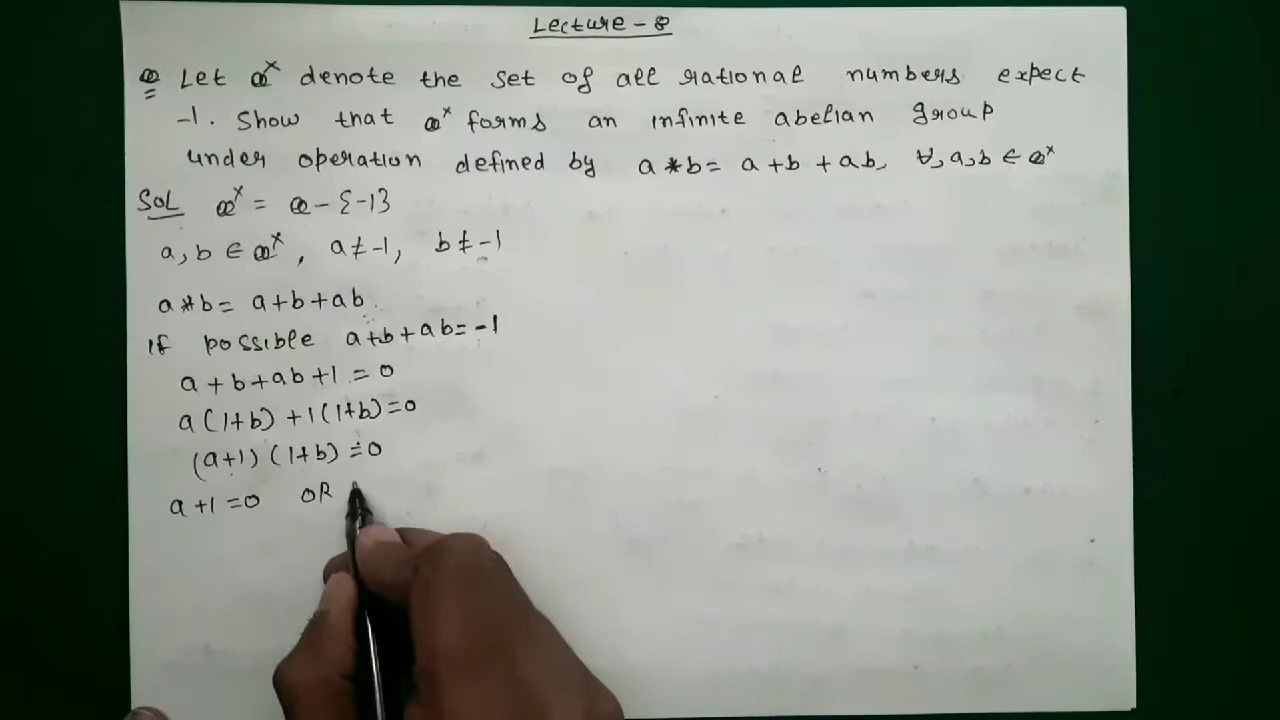 Lecture - 8
Q Let Q^x denote the set of all rational numbers expect
-1. Show that Q^x forms an infinite abelian group
under operation defined by a * b = a + b + ab, ∀, a, b ∈ Q^x
SOL Q^x = Q - {-1}
a, b ∈ Q^x, a ≠ -1, b ≠ -1
a * b = a + b + ab
if possible a + b + ab = -1
a + b + ab + 1 = 0
a (1+b) + 1 (1+b) = 0
(a+1) (1+b) = 0
a + 1 = 0 OR